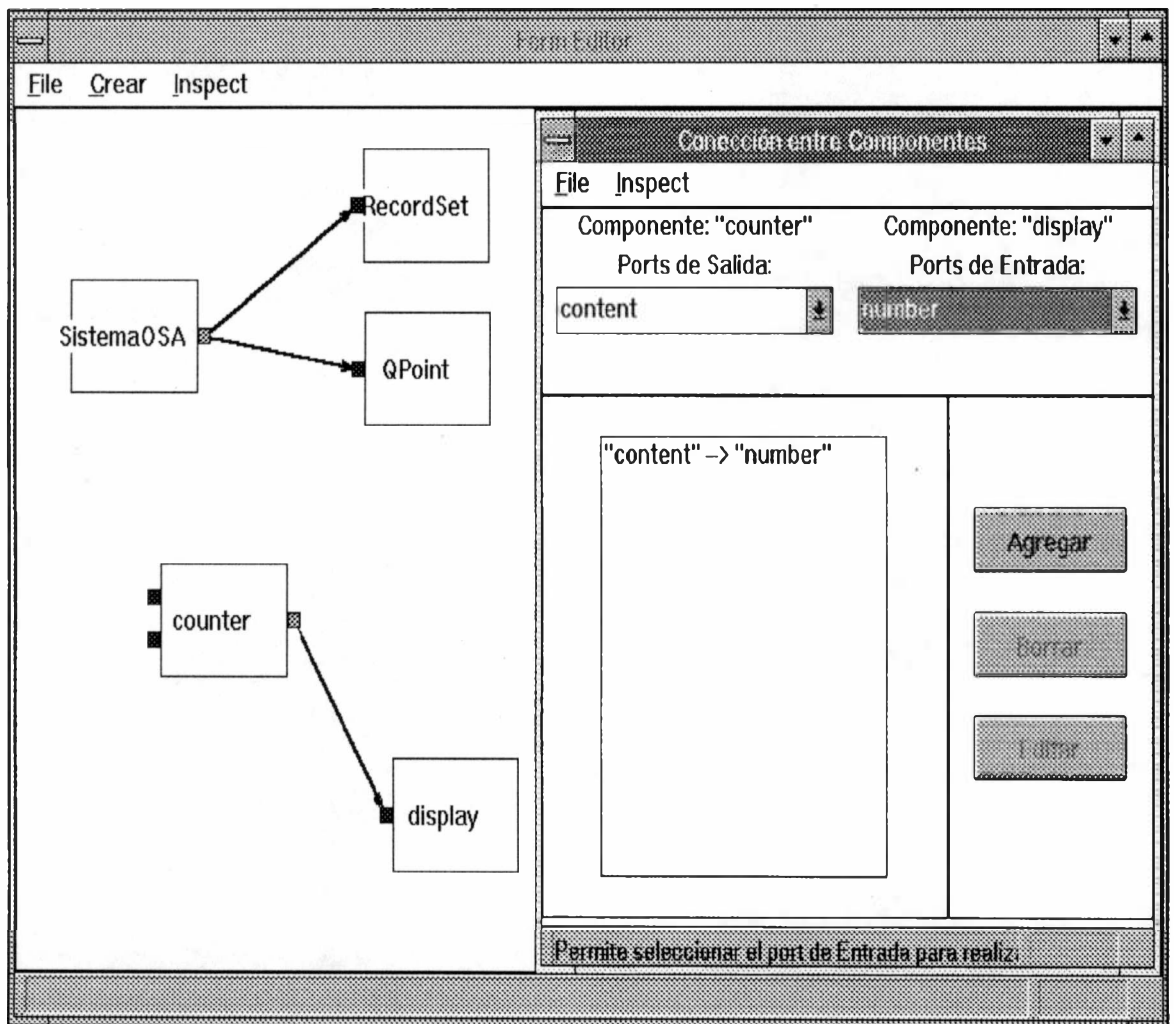 Form Editor
File Crear Inspect
RecordSet
SistemaOSA
QPoint
counter
display
Conección entre Componentes
File Inspect
Componente: "counter" Componente: "display"
Ports de Salida: Ports de Entrada:
content number
"content" –> "number"
Agregar
Borrar
Editar
Permite seleccionar el port de Entrada para realiz